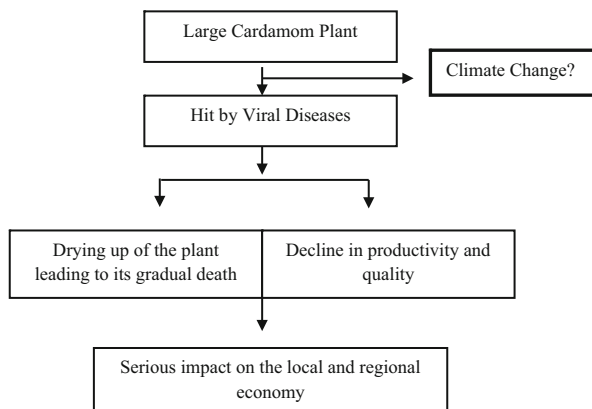 Large Cardamom Plant
Climate Change?
Hit by Viral Diseases
Drying up of the plant
leading to its gradual death
Decline in productivity and
quality
Serious impact on the local and regional
economy